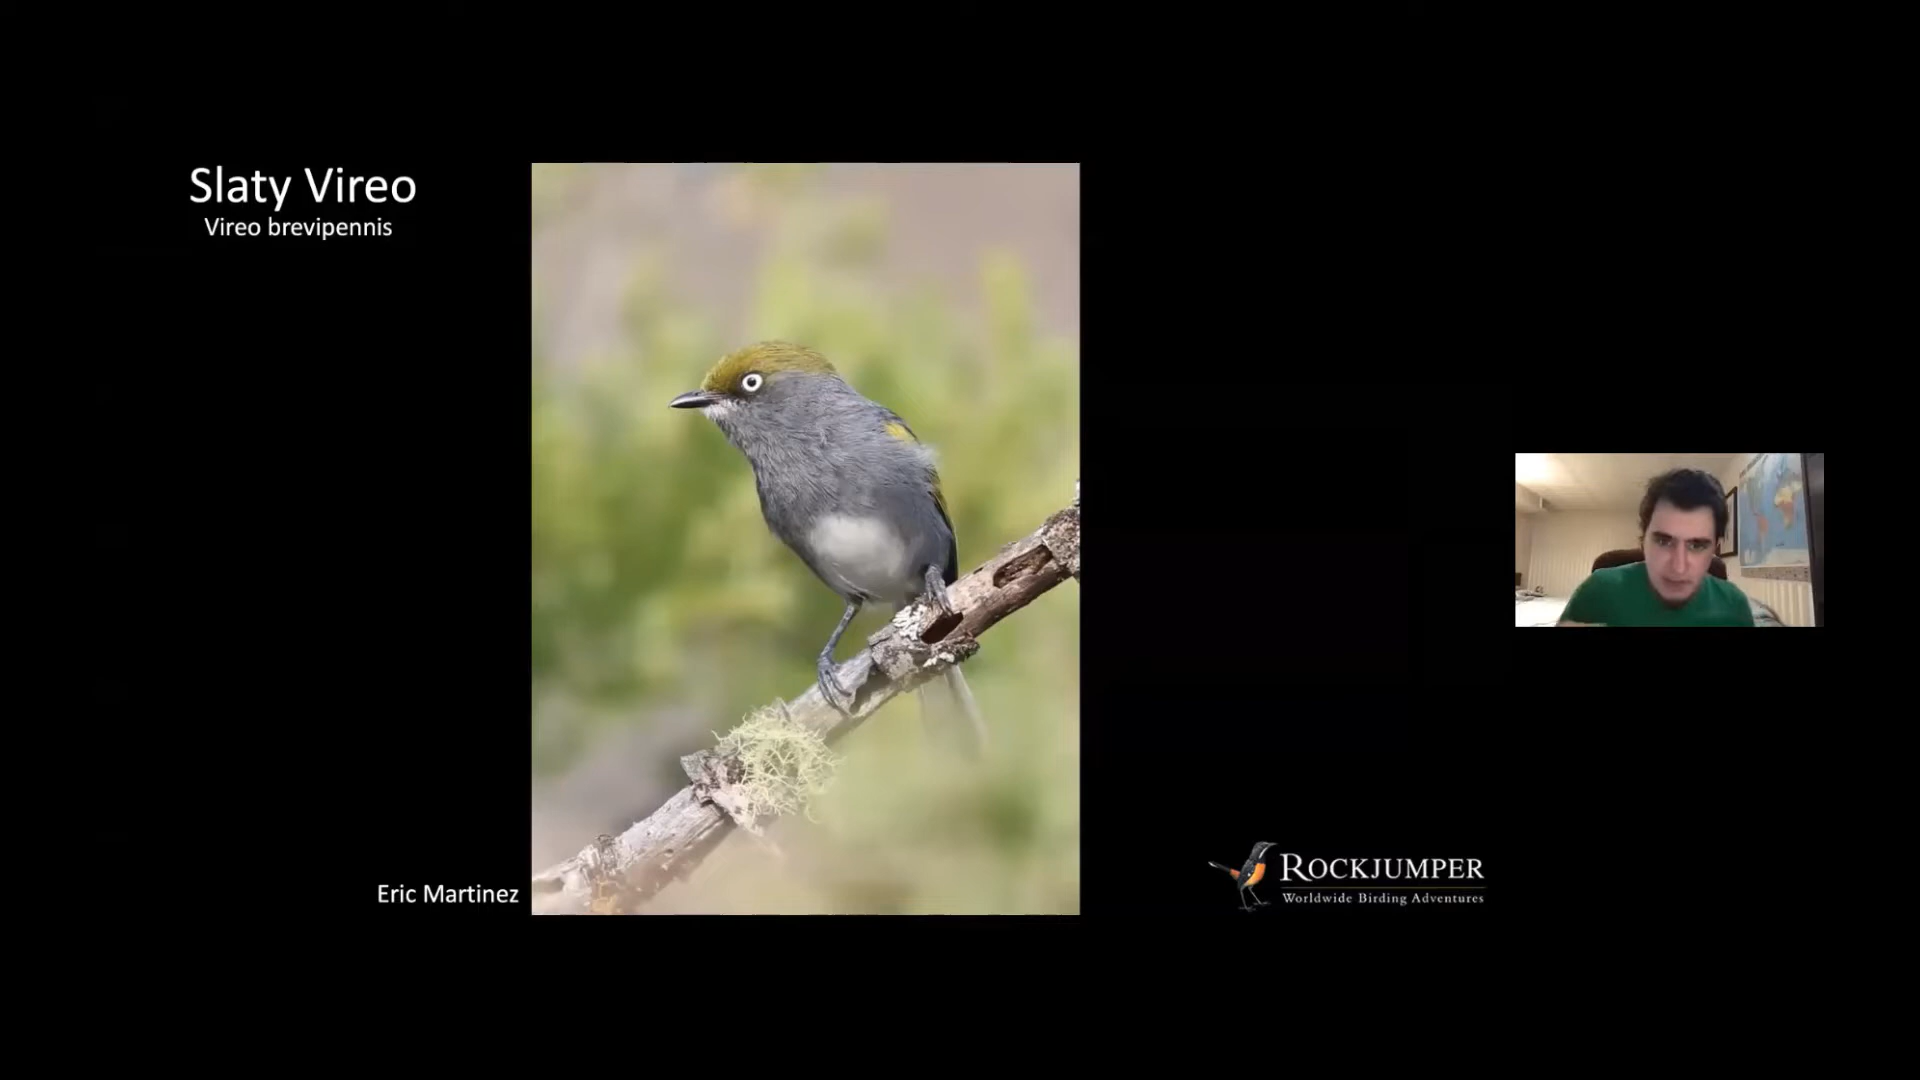 Slaty Vireo
Vireo brevipennis
Eric Martinez
ROCKJUMPER
Worldwide Birding Adventures